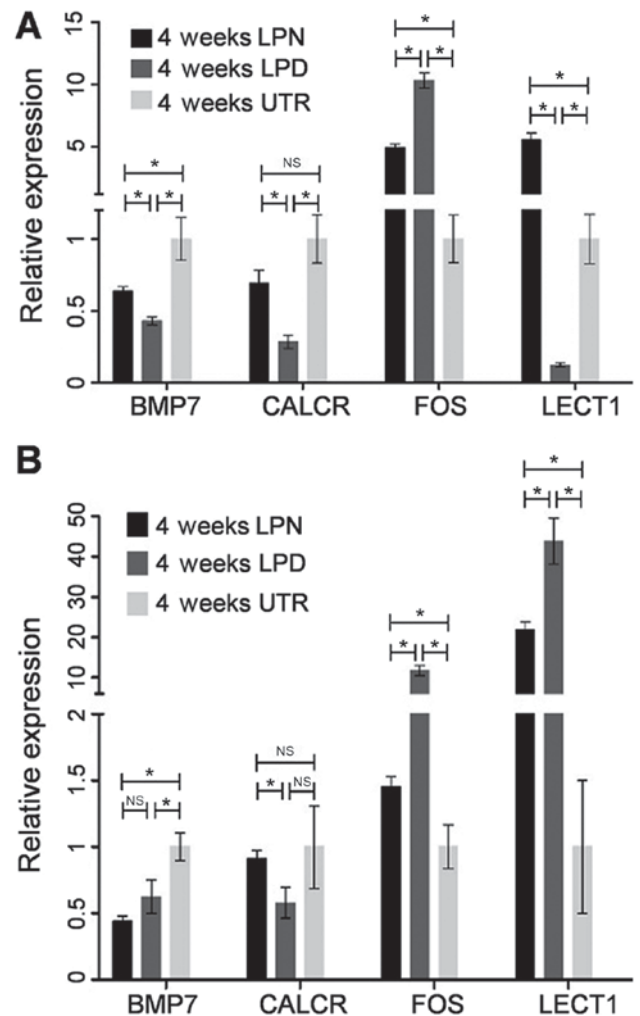 A
15
4 weeks LPN
4 weeks LPD
4 weeks UTR
10
5
1
0.5
0
Relative expression
* * *
NS * *
* * *
* * *
BMP7 CALCR FOS LECT1
B
50
4 weeks LPN
4 weeks LPD
4 weeks UTR
40
30
20
10
2
1.5
1
0.5
0
Relative expression
* NS *
NS * NS
* * *
* * *
BMP7 CALCR FOS LECT1